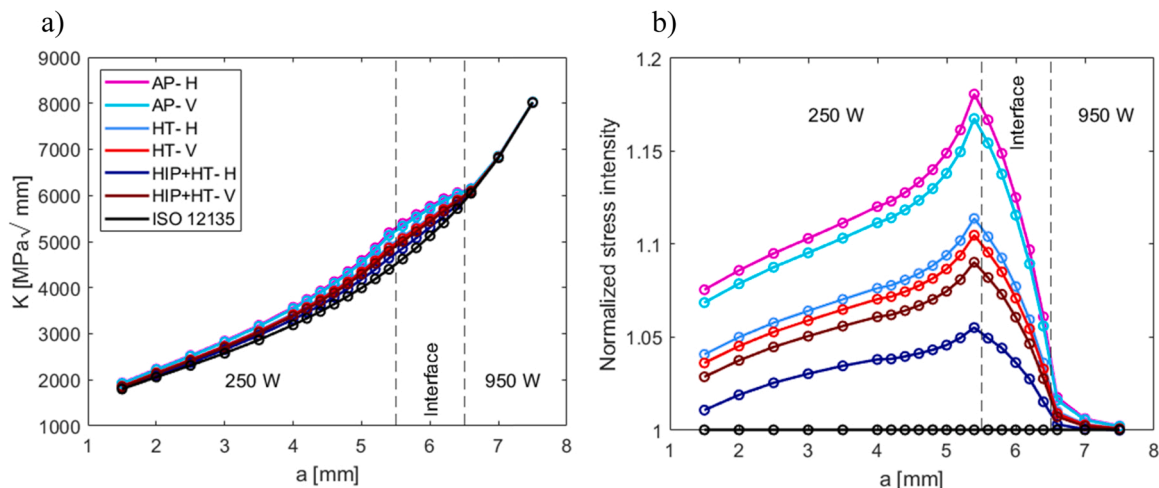 a)
K [MPa√ mm]
9000
8000
7000
6000
5000
4000
3000
2000
1000
AP- H
AP- V
HT- H
HT- V
HIP+HT- H
HIP+HT- V
ISO 12135
250 W
Interface
950 W
1 2 3 4 5 6 7 8
a [mm]
b)
Normalized stress intensity
1.2
1.15
1.1
1.05
1
250 W
Interface
950 W
1 2 3 4 5 6 7 8
a [mm]